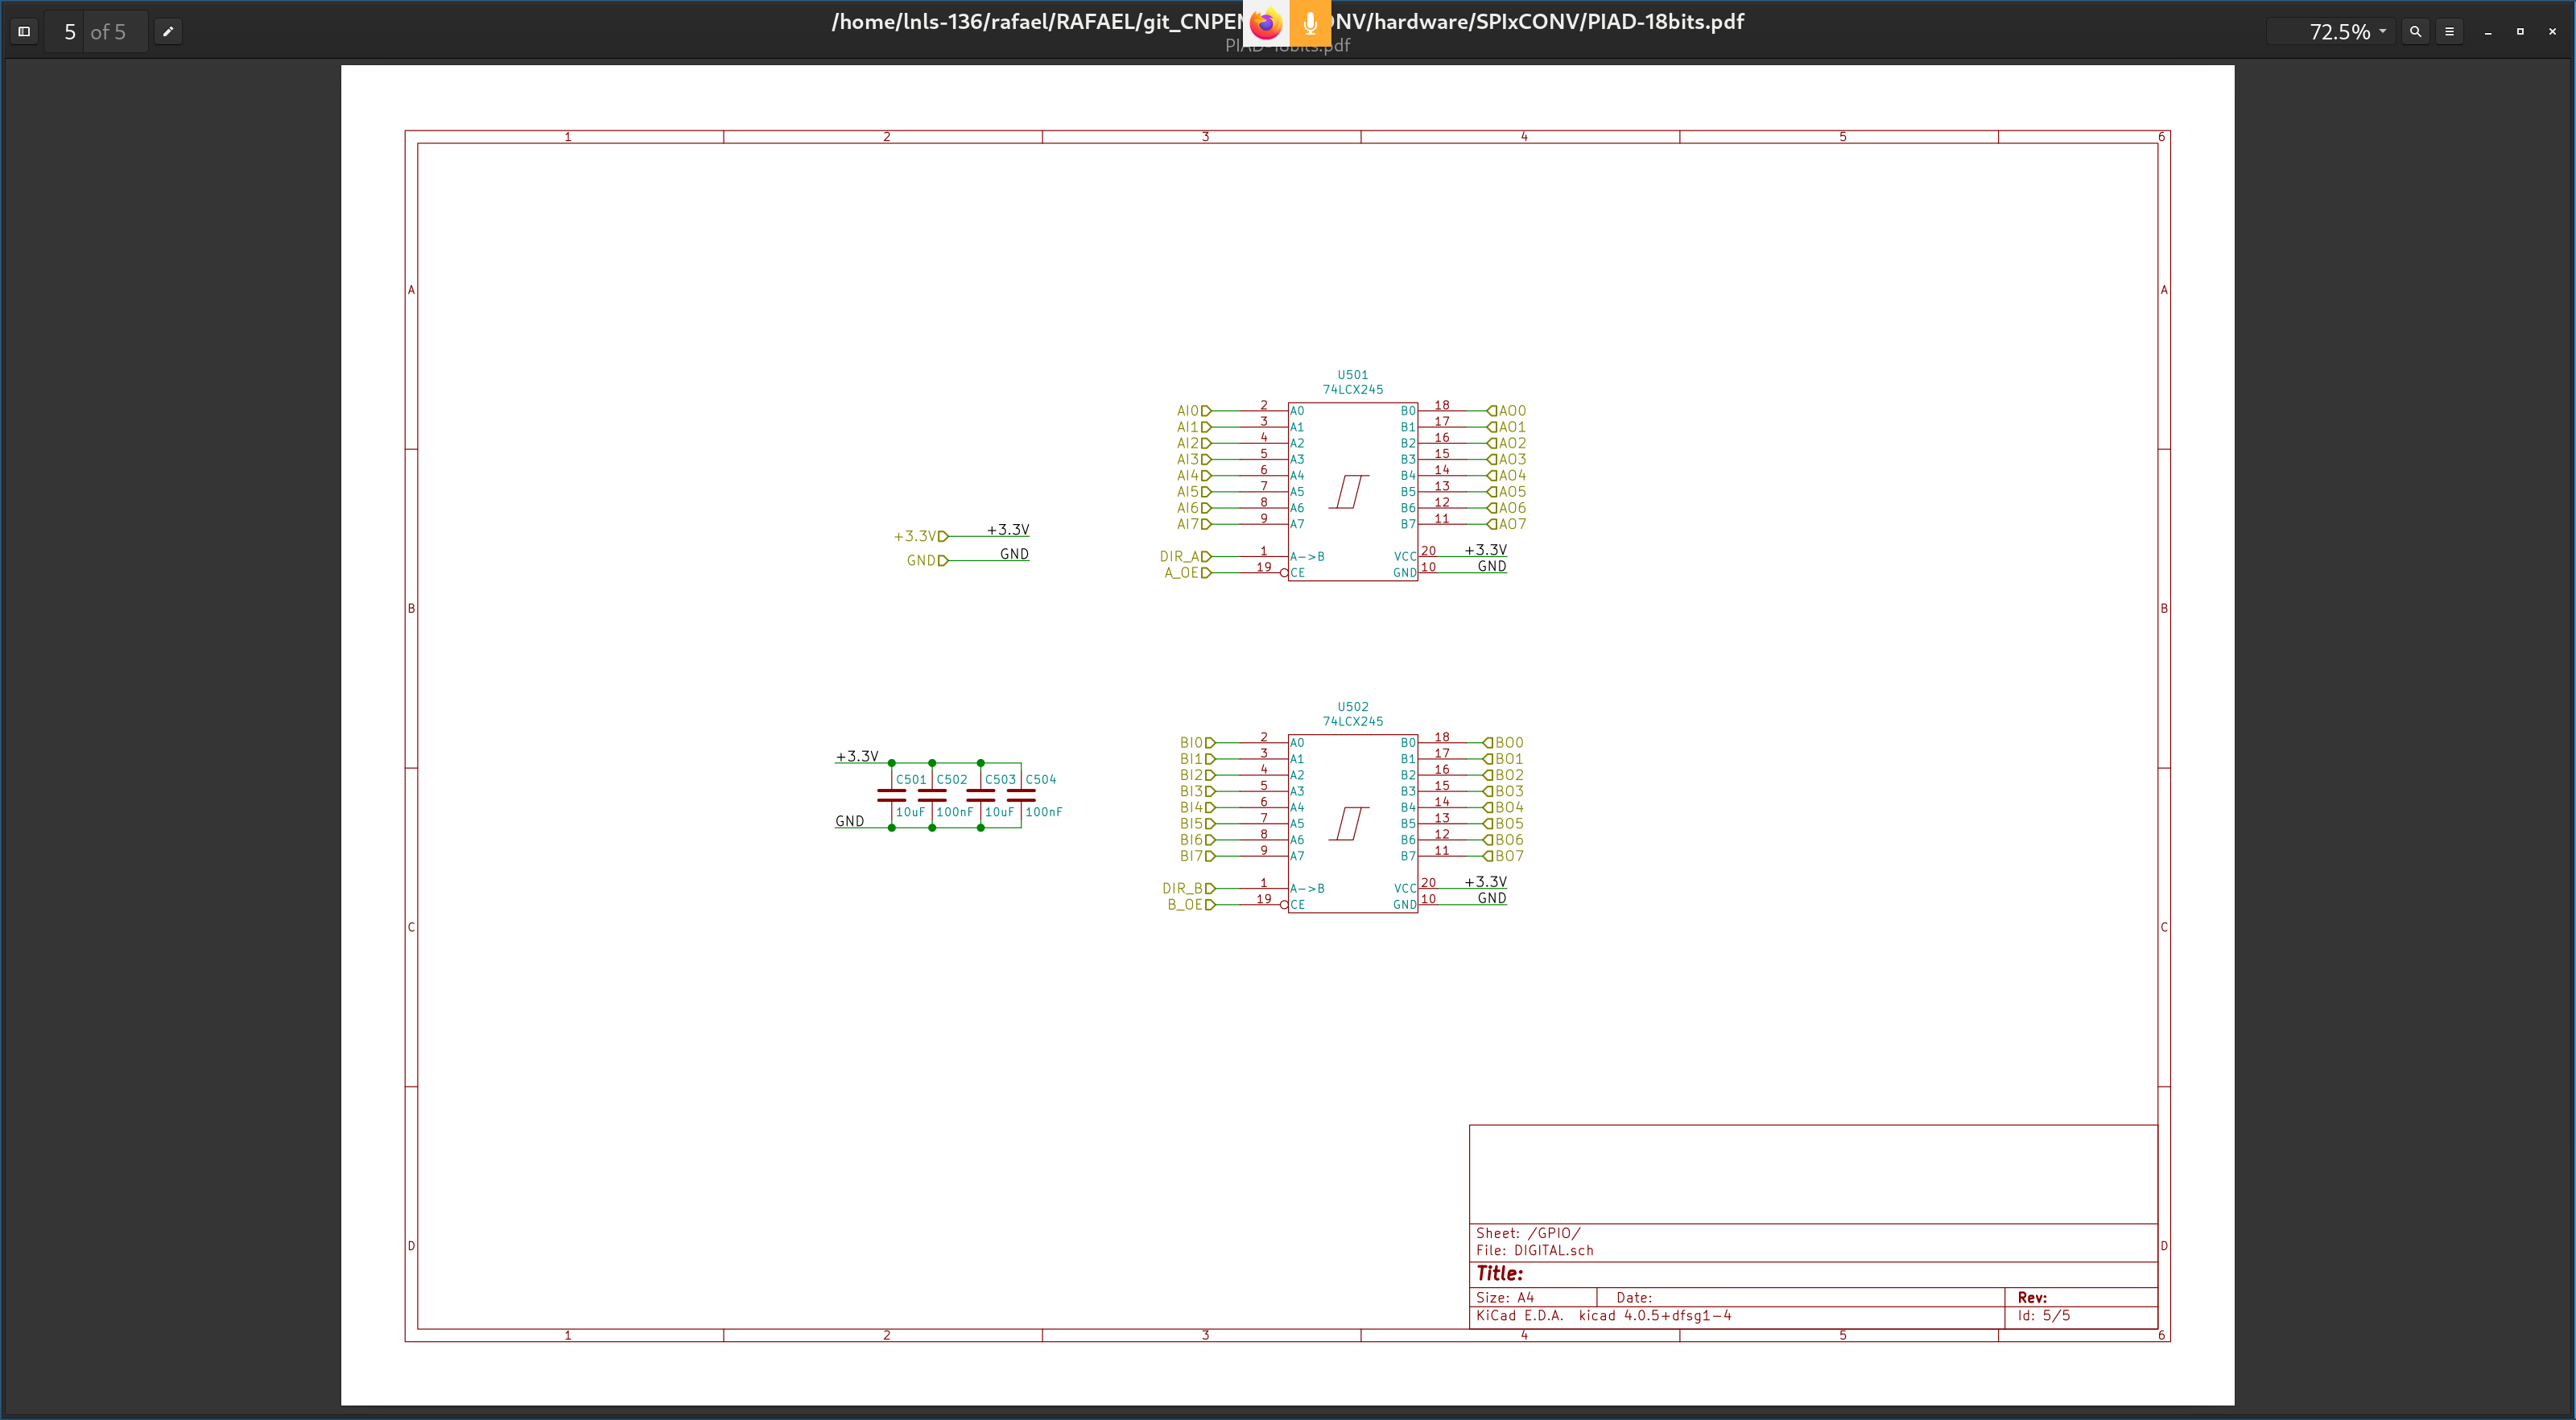 5 of 5
/home/lnls-136/rafael/RAFAEL/git_CNPE NV/hardware/SPIxCONV/PIAD-18bits.pdf
PIAD-18bits.pdf
72.5%
1 2 3 4 5 6
A A
B B
C C
D D
U501
74LCX245
AI0 2 A0 B0 18 AO0
AI1 3 A1 B1 17 AO1
AI2 4 A2 B2 16 AO2
AI3 5 A3 B3 15 AO3
AI4 6 A4 B4 14 AO4
AI5 7 A5 B5 13 AO5
AI6 8 A6 B6 12 AO6
AI7 9 A7 B7 11 AO7
DIR_A 1 A->B VCC 20 +3.3V
A_OE 19 CE GND 10 GND
+3.3V +3.3V
GND GND
U502
74LCX245
BI0 2 A0 B0 18 BO0
BI1 3 A1 B1 17 BO1
BI2 4 A2 B2 16 BO2
BI3 5 A3 B3 15 BO3
BI4 6 A4 B4 14 BO4
BI5 7 A5 B5 13 BO5
BI6 8 A6 B6 12 BO6
BI7 9 A7 B7 11 BO7
DIR_B 1 A->B VCC 20 +3.3V
B_OE 19 CE GND 10 GND
+3.3V
C501 C502 C503 C504
10uF 100nF 10uF 100nF
GND
Sheet: /GPIO/
File: DIGITAL.sch
Title:
Size: A4 Date: Rev:
KiCad E.D.A. kicad 4.0.5+dfsg1-4 Id: 5/5
1 2 3 4 5 6